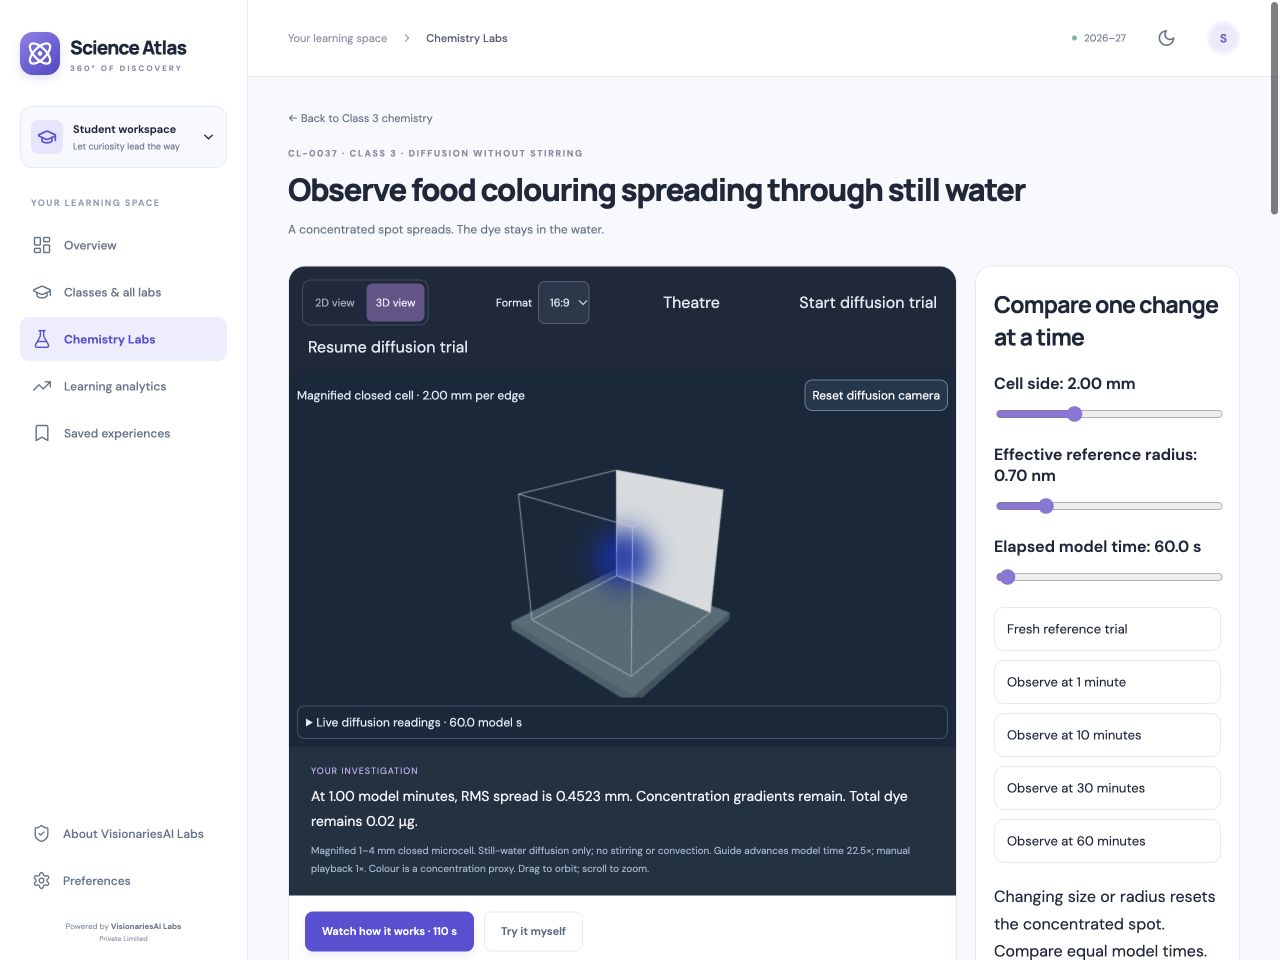 Science Atlas
360° OF DISCOVERY
Student workspace
Let curiosity lead the way
YOUR LEARNING SPACE
Overview
Classes & all labs
Chemistry Labs
Learning analytics
Saved experiences
About VisionariesAI Labs
Preferences
Powered by VisionariesAI Labs
Private Limited
Your learning space > Chemistry Labs
2026–27
S
← Back to Class 3 chemistry
CL-0037 · CLASS 3 · DIFFUSION WITHOUT STIRRING
Observe food colouring spreading through still water
A concentrated spot spreads. The dye stays in the water.
2D view 3D view Format 16:9 Theatre Start diffusion trial
Resume diffusion trial
Magnified closed cell · 2.00 mm per edge
Reset diffusion camera
▶ Live diffusion readings · 60.0 model s
YOUR INVESTIGATION
At 1.00 model minutes, RMS spread is 0.4523 mm. Concentration gradients remain. Total dye
remains 0.02 µg.
Magnified 1–4 mm closed microcell. Still-water diffusion only; no stirring or convection. Guide advances model time 22.5×; manual
playback 1×. Colour is a concentration proxy. Drag to orbit; scroll to zoom.
Watch how it works · 110 s
Try it myself
Compare one change
at a time
Cell side: 2.00 mm
Effective reference radius:
0.70 nm
Elapsed model time: 60.0 s
Fresh reference trial
Observe at 1 minute
Observe at 10 minutes
Observe at 30 minutes
Observe at 60 minutes
Changing size or radius resets
the concentrated spot.
Compare equal model times.